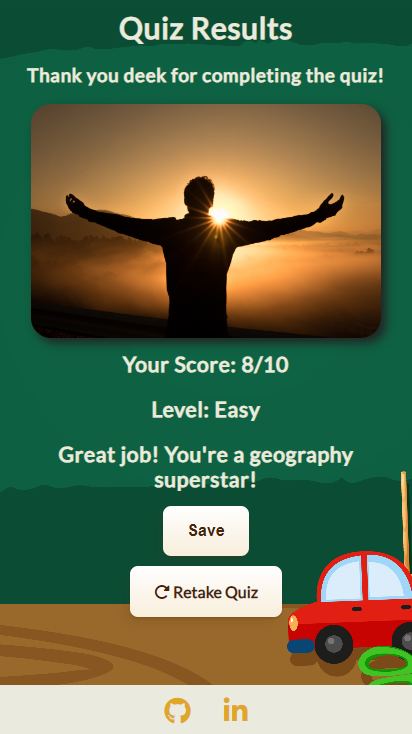 Quiz Results
Thank you deek for completing the quiz!
Your Score: 8/10
Level: Easy
Great job! You're a geography
superstar!
Save
Retake Quiz
in